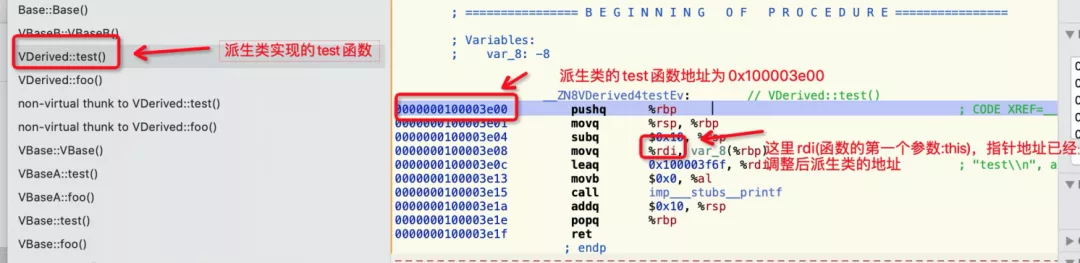 Base::Base()
VBaseB::VBaseB()
VDerived::test()
派生类实现的test函数
VDerived::foo()
non-virtual thunk to VDerived::test()
non-virtual thunk to VDerived::foo()
VBase::VBase()
VBaseA::VBaseA()
VBaseA::foo()
VBase::test()
VBase::foo()
; ================ B E G I N N I N G   O F   P R O C E D U R E ================
; Variables:
;    var_8: -8
派生类的test函数地址为0x100003e00
__ZN8VDerived4testEv:        // VDerived::test()
0000000100003e00    pushq    %rbp    ; CODE XREF=
0000000100003e01    movq    %rsp, %rbp
0000000100003e04    subq    $0x10,
0000000100003e08    movq    %rdi, var_8(%rbp)
这里rdi(函数的第一个参数:this)，指针地址已经
调整后派生类的地址
0000000100003e0c    leaq    0x100003f6f, %rd    ; "test\\n", a
0000000100003e13    movb    $0x0, %al
0000000100003e15    call    imp___stubs__printf
0000000100003e1a    addq    $0x10, %rsp
0000000100003e1e    popq    %rbp
0000000100003e1f    ret
; endp